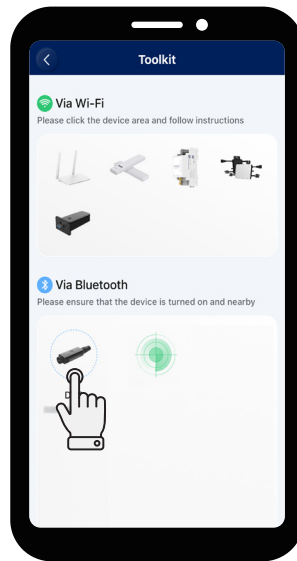 Toolkit
Via Wi-Fi
Please click the device area and follow instructions
Via Bluetooth
Please ensure that the device is turned on and nearby